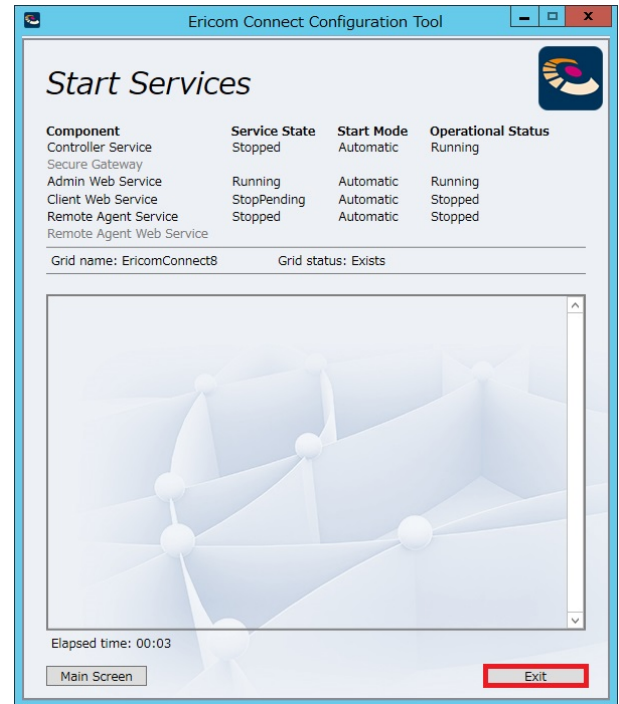 Ericom Connect Configuration Tool
Start Services
Component Service State Start Mode Operational Status
Controller Service Stopped Automatic Running
Secure Gateway
Admin Web Service Running Automatic Running
Client Web Service StopPending Automatic Stopped
Remote Agent Service Stopped Automatic Stopped
Remote Agent Web Service
Grid name: EricomConnect8 Grid status: Exists
Elapsed time: 00:03
Main Screen Exit